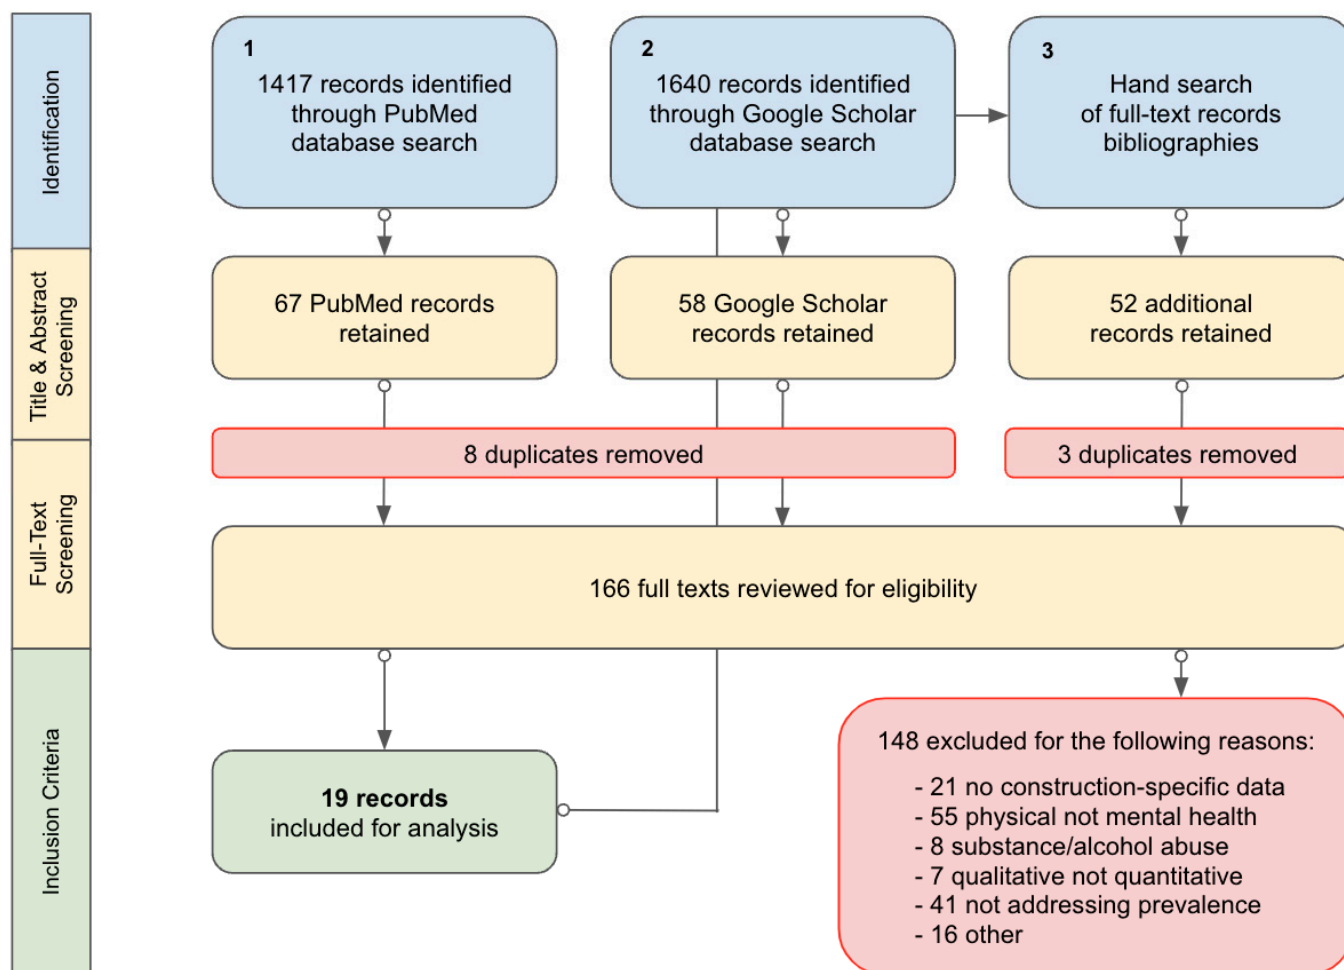 Identification
1
1417 records identified
through PubMed
database search
2
1640 records identified
through Google Scholar
database search
3
Hand search
of full-text records
bibliographies
Title & Abstract
Screening
67 PubMed records
retained
58 Google Scholar
records retained
52 additional
records retained
8 duplicates removed
3 duplicates removed
Full-Text
Screening
166 full texts reviewed for eligibility
Inclusion Criteria
19 records
included for analysis
148 excluded for the following reasons:
- 21 no construction-specific data
- 55 physical not mental health
- 8 substance/alcohol abuse
- 7 qualitative not quantitative
- 41 not addressing prevalence
- 16 other